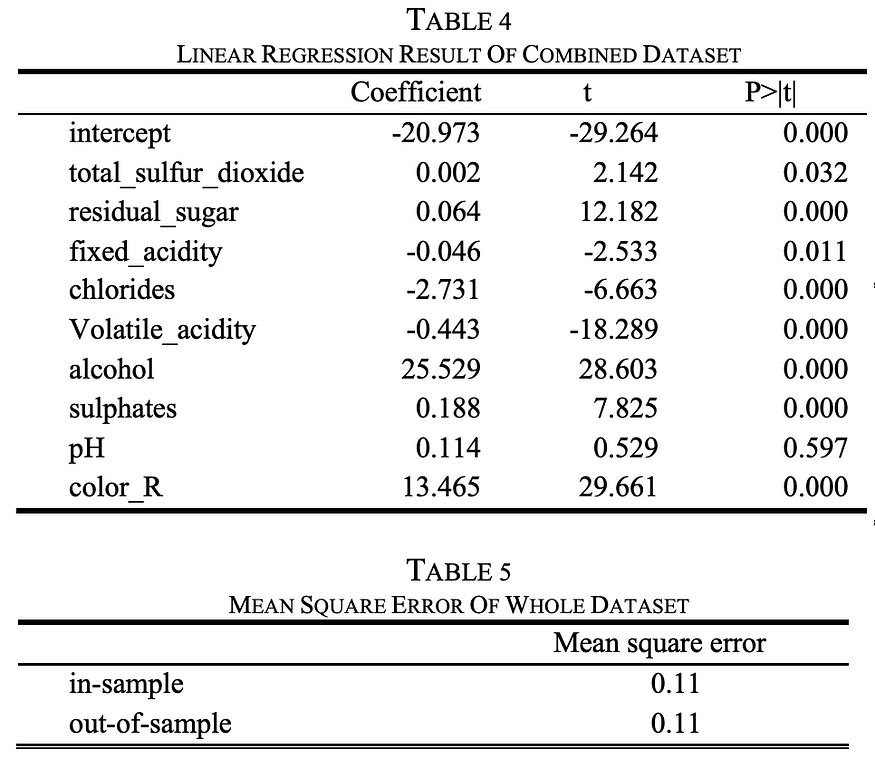 TABLE 4
LINEAR REGRESSION RESULT OF COMBINED DATASET
Coefficient t P>|t|
intercept -20.973 -29.264 0.000
total_sulfur_dioxide 0.002 2.142 0.032
residual_sugar 0.064 12.182 0.000
fixed_acidity -0.046 -2.533 0.011
chlorides -2.731 -6.663 0.000
Volatile_acidity -0.443 -18.289 0.000
alcohol 25.529 28.603 0.000
sulphates 0.188 7.825 0.000
pH 0.114 0.529 0.597
color_R 13.465 29.661 0.000
TABLE 5
MEAN SQUARE ERROR OF WHOLE DATASET
Mean square error
in-sample 0.11
out-of-sample 0.11